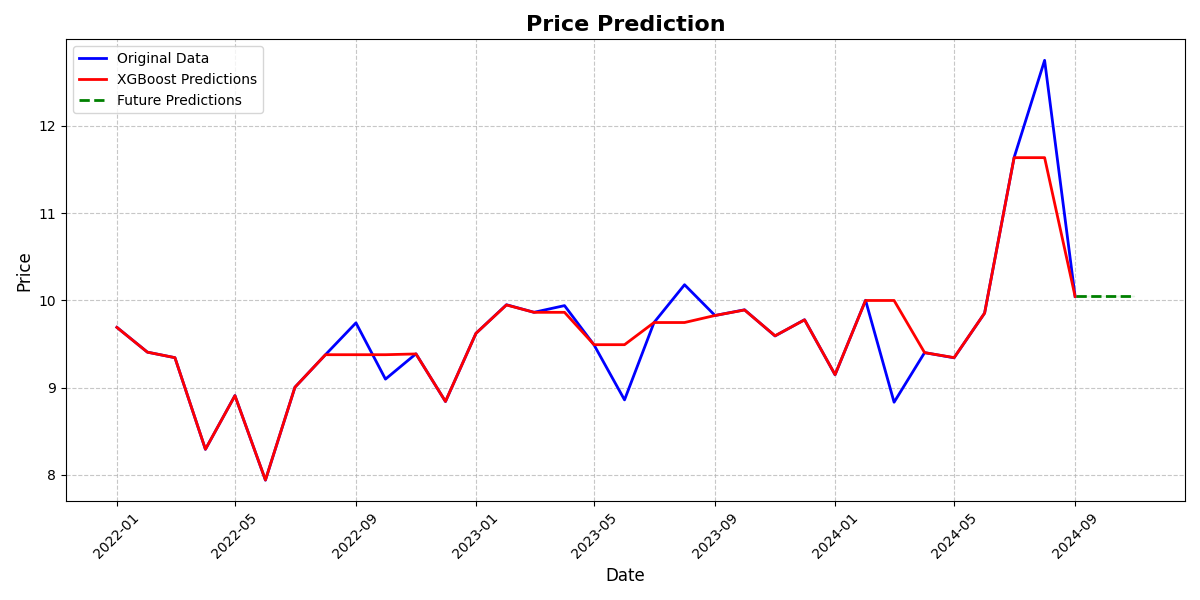 Price Prediction
Original Data
XGBoost Predictions
Future Predictions
Price
12
11
10
9
8
2022-01
2022-05
2022-09
2023-01
2023-05
2023-09
2024-01
2024-05
2024-09
Date